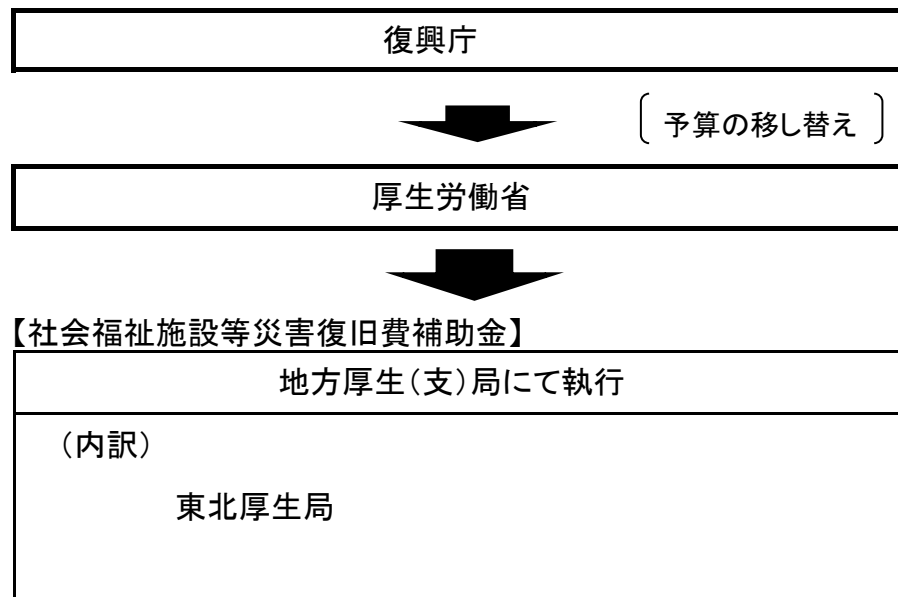 復興庁
予算の移し替え
厚生労働省
【社会福祉施設等災害復旧費補助金】
地方厚生(支)局にて執行
(内訳)
東北厚生局